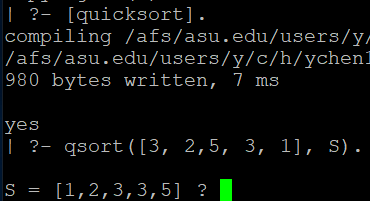 | ?- [quicksort].
compiling /afs/asu.edu/users/y/
/afs/asu.edu/users/y/c/h/ychen1
980 bytes written, 7 ms
yes
| ?- qsort([3, 2,5, 3, 1], S).
S = [1,2,3,3,5] ?